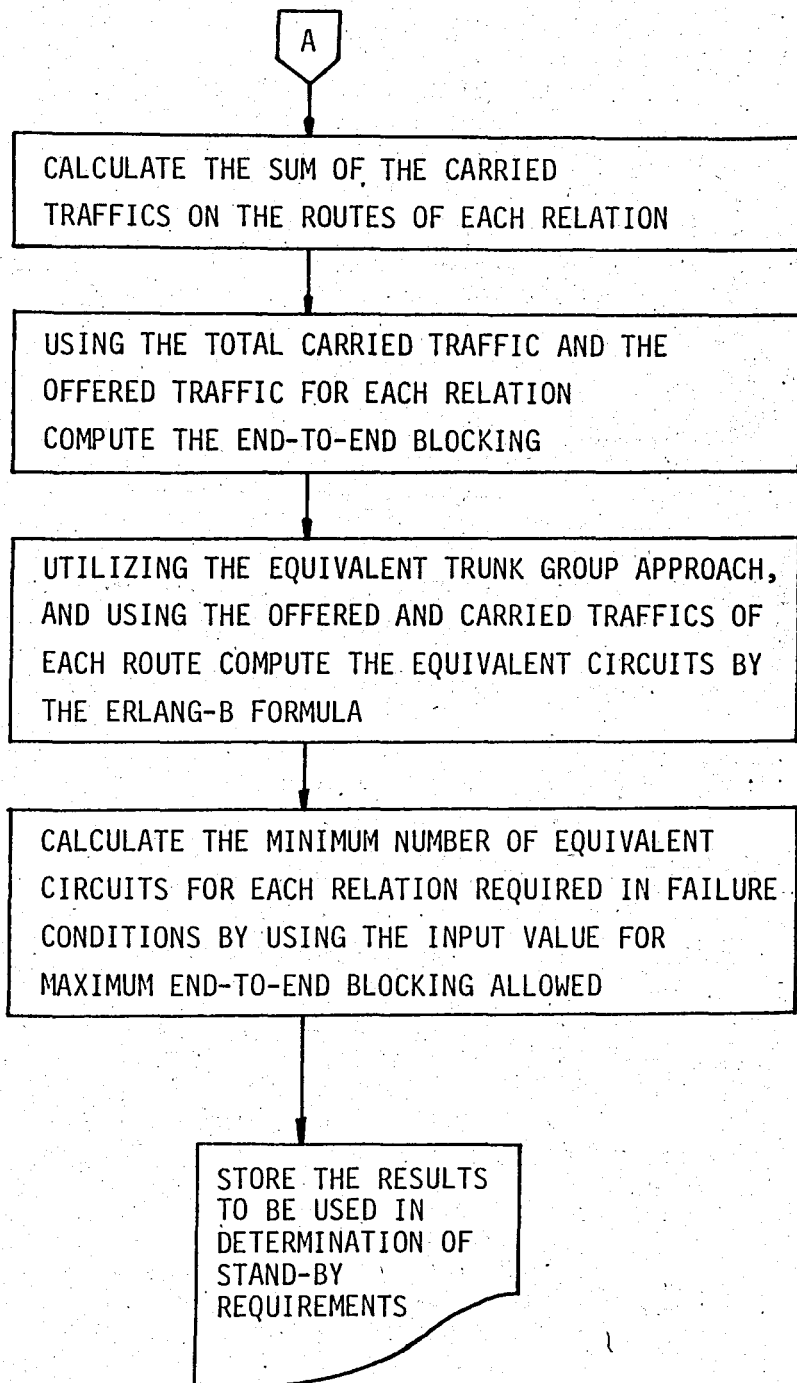 A
CALCULATE THE SUM OF THE CARRIED
TRAFFICS ON THE ROUTES OF EACH RELATION
USING THE TOTAL CARRIED TRAFFIC AND THE
OFFERED TRAFFIC FOR EACH RELATION
COMPUTE THE END-TO-END BLOCKING
UTILIZING THE EQUIVALENT TRUNK GROUP APPROACH,
AND USING THE OFFERED AND CARRIED TRAFFICS OF
EACH ROUTE COMPUTE THE EQUIVALENT CIRCUITS BY
THE ERLANG-B FORMULA
CALCULATE THE MINIMUM NUMBER OF EQUIVALENT
CIRCUITS FOR EACH RELATION REQUIRED IN FAILURE
CONDITIONS BY USING THE INPUT VALUE FOR
MAXIMUM END-TO-END BLOCKING ALLOWED
STORE THE RESULTS
TO BE USED IN
DETERMINATION OF
STAND-BY
REQUIREMENTS